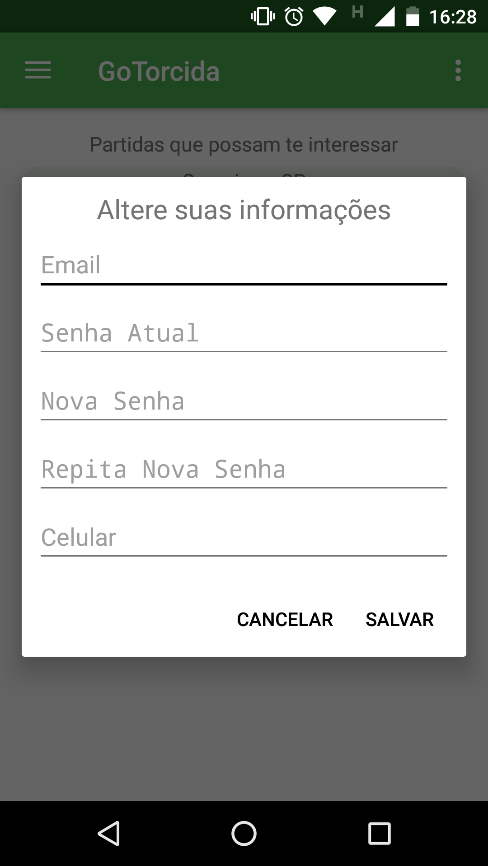 H 16:28
GoTorcida
Partidas que possam te interessar
Altere suas informações
Email
Senha Atual
Nova Senha
Repita Nova Senha
Celular
CANCELAR SALVAR